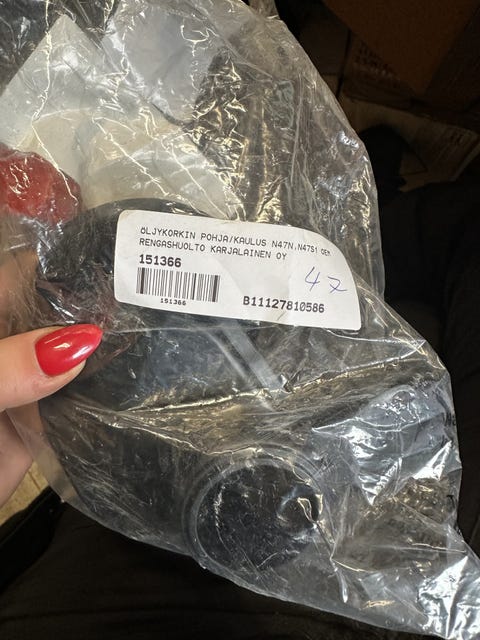 ÖLJYKORKIN POHJA/KAULUS N47N,N47S1 OEM
RENGASHUOLTO KARJALAINEN OY
151366
47
151366
B11127810586